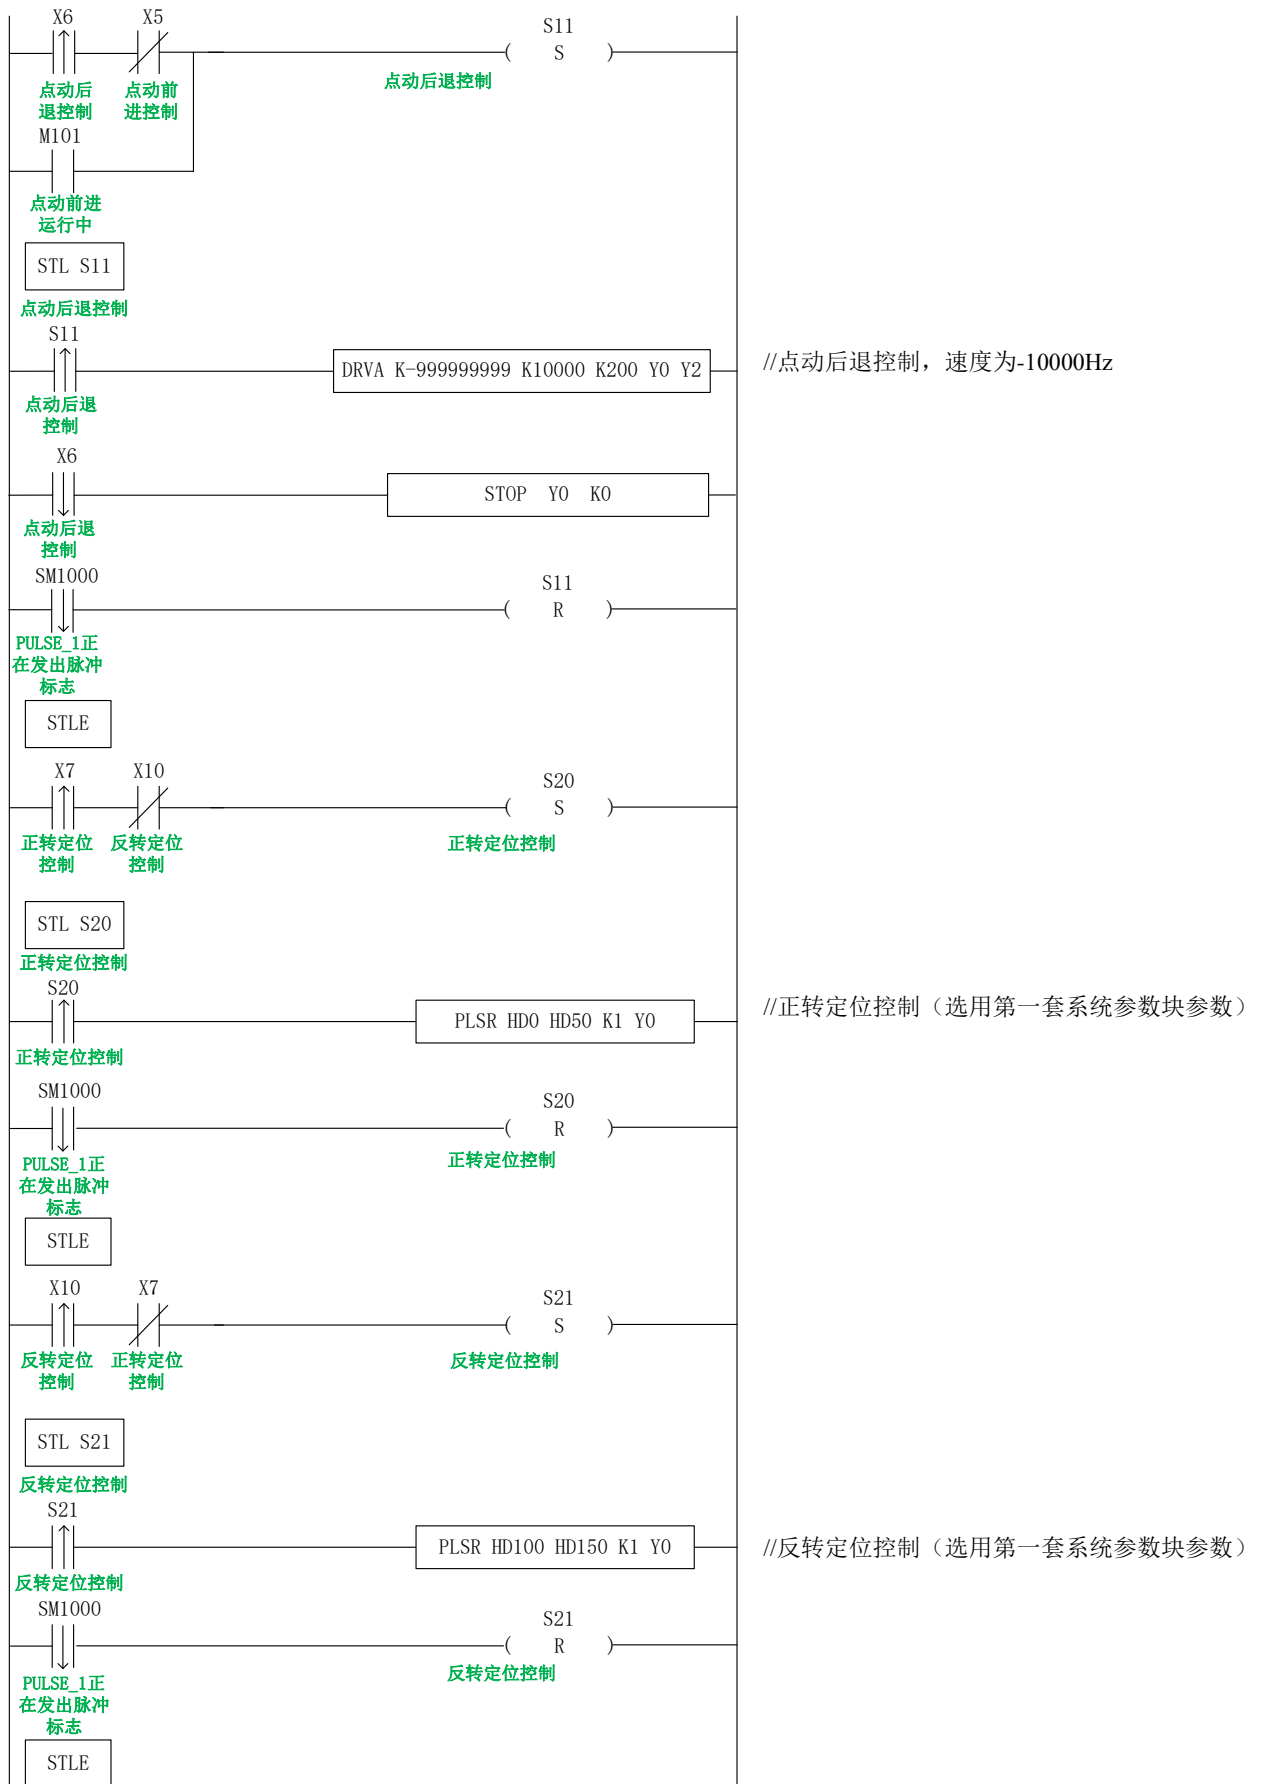 X6 X5
S11
( S )
点动后
退控制
点动前
进控制
点动后退控制
M101
点动前进
运行中
STL S11
点动后退控制
S11
DRVA K-999999999 K10000 K200 Y0 Y2
//点动后退控制，速度为-10000Hz
点动后退
控制
X6
STOP Y0 K0
点动后退
控制
SM1000
S11
( R )
PULSE_1正
在发出脉冲
标志
STLE
X7 X10
S20
( S )
正转定位
控制
反转定位
控制
正转定位控制
STL S20
正转定位控制
S20
PLSR HD0 HD50 K1 Y0
//正转定位控制（选用第一套系统参数块参数）
正转定位控制
SM1000
S20
( R )
正转定位控制
PULSE_1正
在发出脉冲
标志
STLE
X10 X7
S21
( S )
反转定位
控制
正转定位
控制
反转定位控制
STL S21
反转定位控制
S21
PLSR HD100 HD150 K1 Y0
//反转定位控制（选用第一套系统参数块参数）
反转定位控制
SM1000
S21
( R )
反转定位控制
PULSE_1正
在发出脉冲
标志
STLE